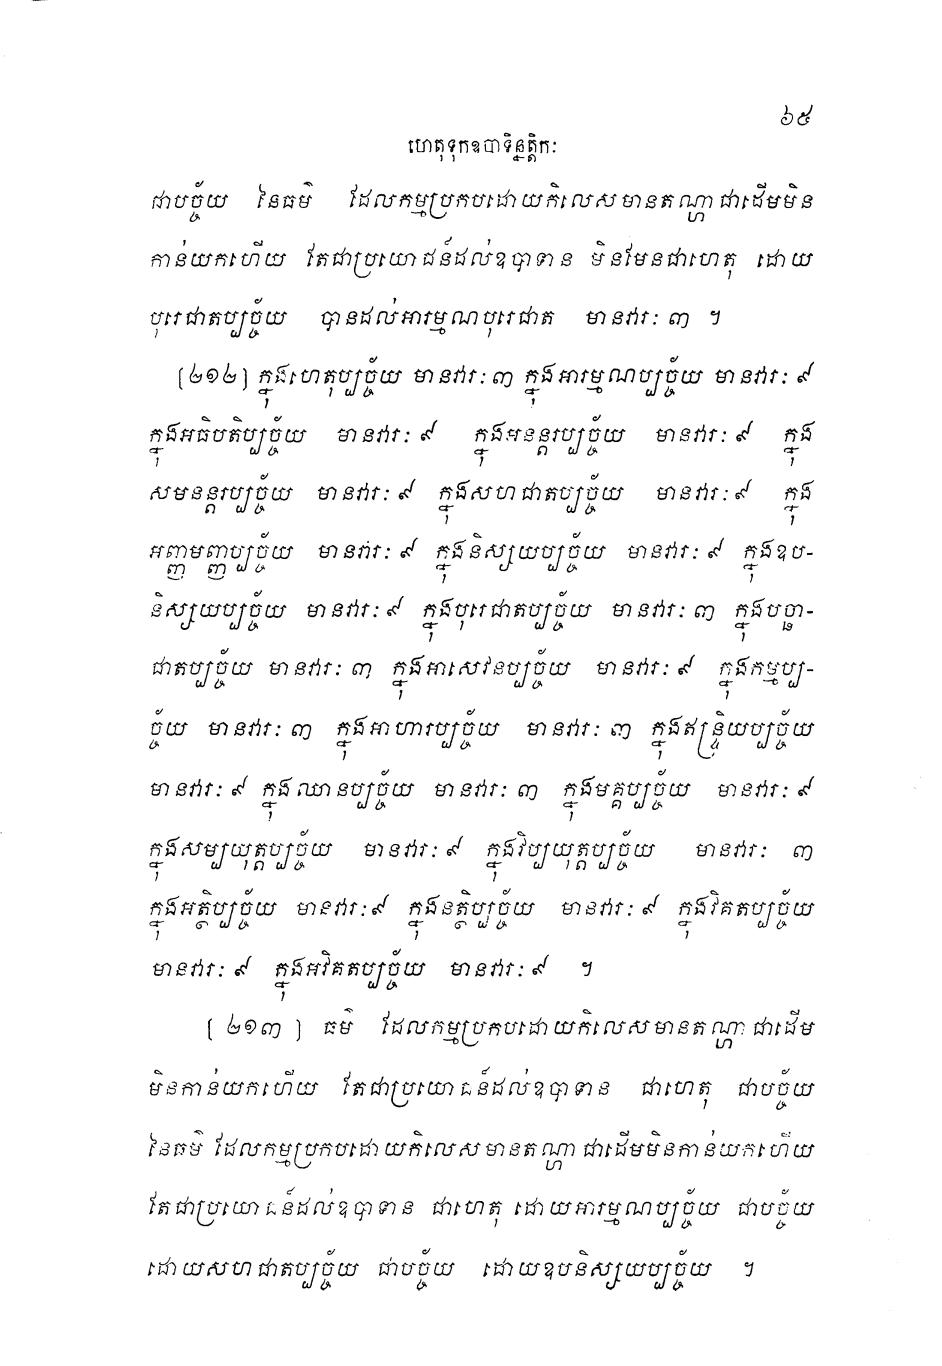 ៦៥
ហេតុទុកឧបាទិន្នត្តិកៈ
ជាបច្ច័យ នៃធម៌ ដែលកម្មប្រកបដោយកិលេសមានតណ្ហាជាដើមមិន
កាន់យកហើយ តែជាប្រយោជន៍ដល់ឧបាទាន មិនមែនជាហេតុ ដោយ
បុរេជាតប្បច្ច័យ បានដល់អារម្មណបុរេជាត មានវារៈ ៣ ។
[២១២] ក្នុងហេតុប្បច្ច័យ មានវារៈ ៣ ក្នុងអារម្មណប្បច្ច័យ មានវារៈ ៩
ក្នុងអធិបតិប្បច្ច័យ មានវារៈ ៩ ក្នុងអនន្តរប្បច្ច័យ មានវារៈ ៩ ក្នុង
សមនន្តរប្បច្ច័យ មានវារៈ ៩ ក្នុងសហជាតប្បច្ច័យ មានវារៈ ៩ ក្នុង
អញ្ញមញ្ញប្បច្ច័យ មានវារៈ ៩ ក្នុងនិស្សយប្បច្ច័យ មានវារៈ ៩ ក្នុងឧប-
និស្សយប្បច្ច័យ មានវារៈ ៩ ក្នុងបុរេជាតប្បច្ច័យ មានវារៈ ៣ ក្នុងបច្ឆា-
ជាតប្បច្ច័យ មានវារៈ ៣ ក្នុងអាសេវនប្បច្ច័យ មានវារៈ ៩ ក្នុងកម្មប្ប-
ច្ច័យ មានវារៈ ៣ ក្នុងអាហារប្បច្ច័យ មានវារៈ ៣ ក្នុងឥន្ទ្រិយប្បច្ច័យ
មានវារៈ ៩ ក្នុងឈានប្បច្ច័យ មានវារៈ ៣ ក្នុងមគ្គប្បច្ច័យ មានវារៈ ៩
ក្នុងសម្បយុត្តប្បច្ច័យ មានវារៈ ៩ ក្នុងវិប្បយុត្តប្បច្ច័យ មានវារៈ ៣
ក្នុងអត្ថិប្បច្ច័យ មានវារៈ ៩ ក្នុងនត្ថិប្បច្ច័យ មានវារៈ ៩ ក្នុងវិគតប្បច្ច័យ
មានវារៈ ៩ ក្នុងអវិគតប្បច្ច័យ មានវារៈ ៩ ។
[២១៣] ធម៌ ដែលកម្មប្រកបដោយកិលេសមានតណ្ហាជាដើម
មិនកាន់យកហើយ តែជាប្រយោជន៍ដល់ឧបាទាន ជាហេតុ ជាបច្ច័យ
នៃធម៌ ដែលកម្មប្រកបដោយកិលេសមានតណ្ហាជាដើមមិនកាន់យកហើយ
តែជាប្រយោជន៍ដល់ឧបាទាន ជាហេតុ ដោយអារម្មណប្បច្ច័យ ជាបច្ច័យ
ដោយសហជាតប្បច្ច័យ ជាបច្ច័យ ដោយឧបនិស្សយប្បច្ច័យ ។